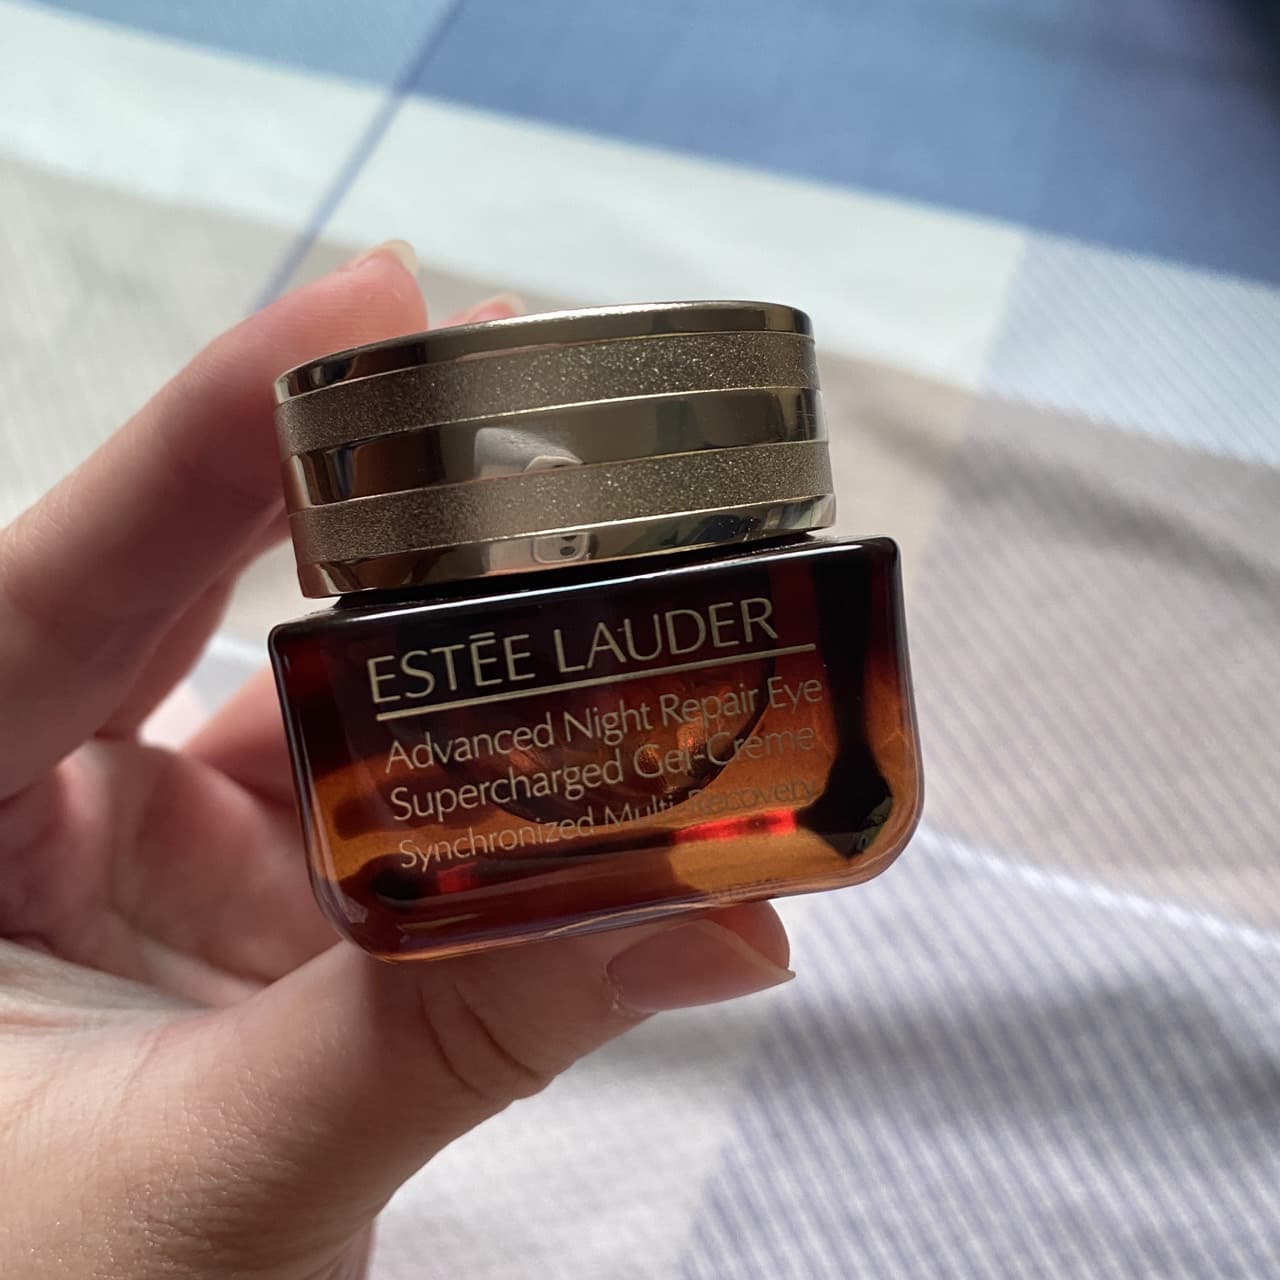 ESTĒE LAUDER
Advanced Night Repair Eye
Supercharged Gel-Creme
Synchronized Multi-Recovery